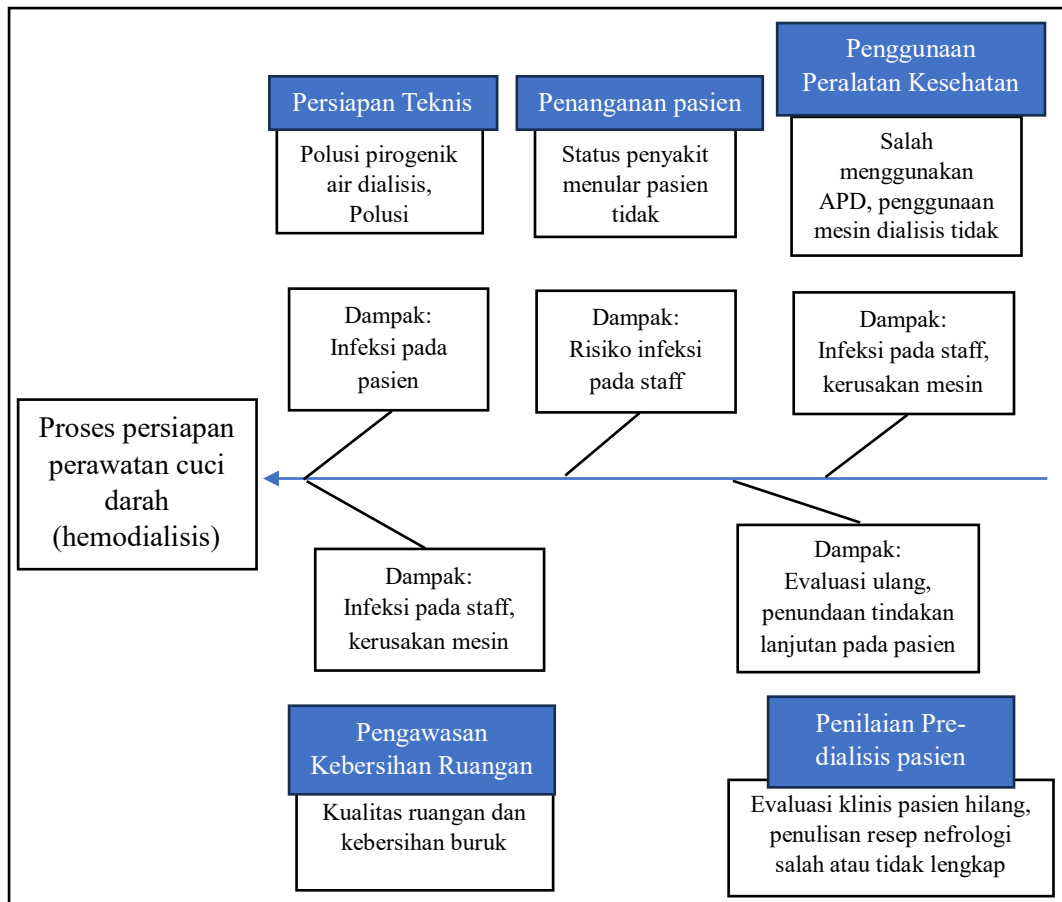 Persiapan Teknis
Polusi pirogenik
air dialisis,
Polusi
Penanganan pasien
Status penyakit
menular pasien
tidak
Penggunaan
Peralatan Kesehatan
Salah
menggunakan
APD, penggunaan
mesin dialisis tidak
Dampak:
Infeksi pada
pasien
Dampak:
Risiko infeksi
pada staff
Dampak:
Infeksi pada staff,
kerusakan mesin
Proses persiapan
perawatan cuci
darah
(hemodialisis)
Dampak:
Infeksi pada staff,
kerusakan mesin
Dampak:
Evaluasi ulang,
penundaan tindakan
lanjutan pada pasien
Pengawasan
Kebersihan Ruangan
Kualitas ruangan dan
kebersihan buruk
Penilaian Pre-
dialisis pasien
Evaluasi klinis pasien hilang,
penulisan resep nefrologi
salah atau tidak lengkap